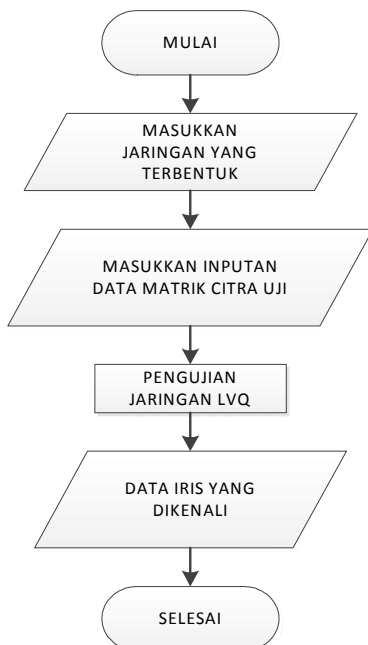 MULAI
MASUKKAN
JARINGAN YANG
TERBENTUK
MASUKKAN INPUTAN
DATA MATRIK CITRA UJI
PENGUJIAN
JARINGAN LVQ
DATA IRIS YANG
DIKENALI
SELESAI